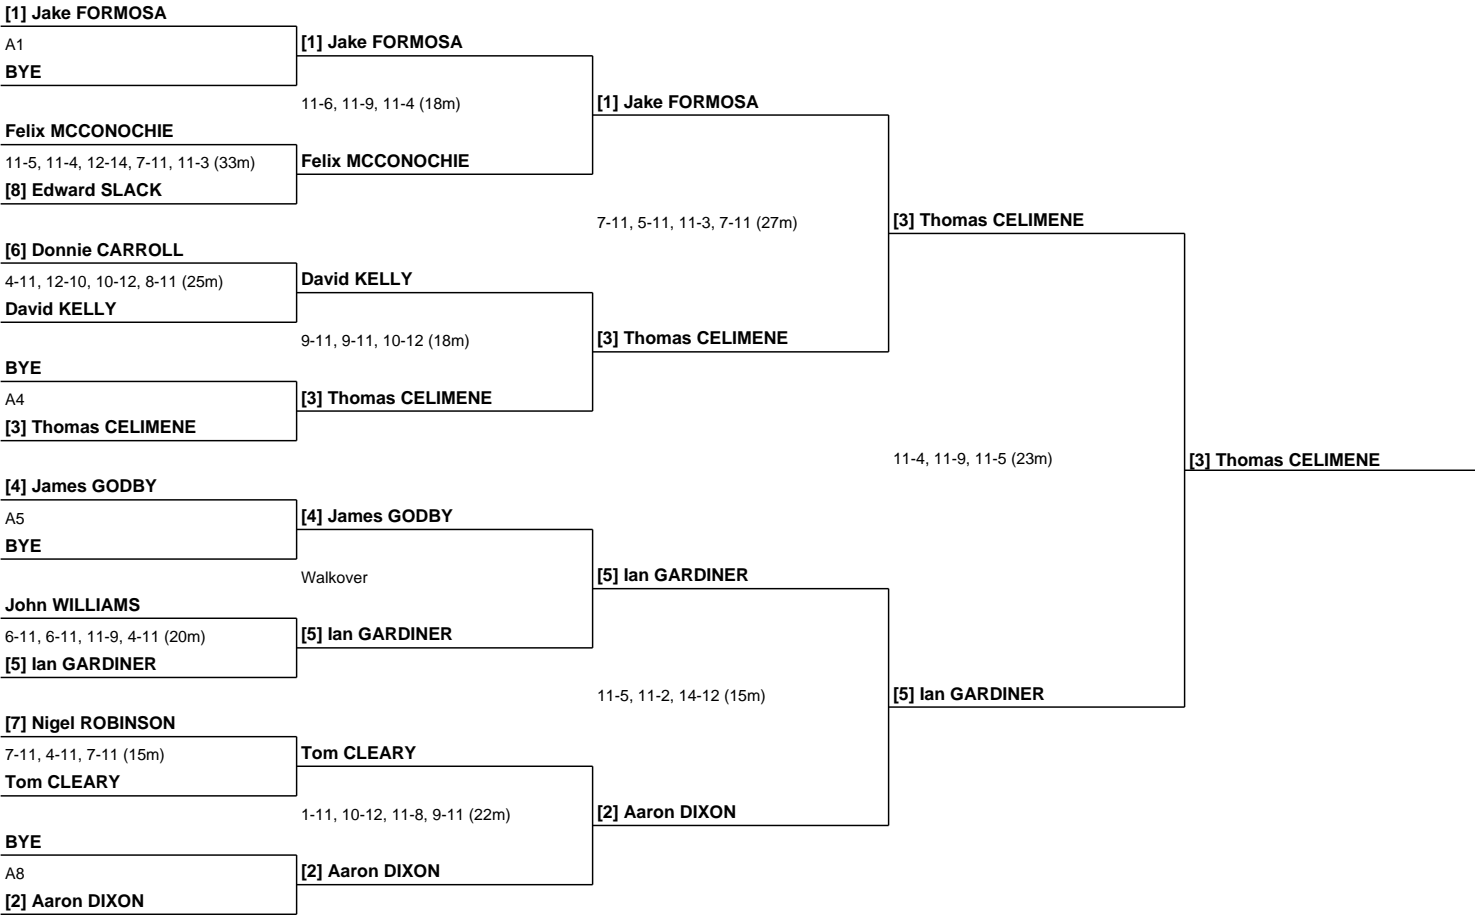 [1] Jake FORMOSA
A1
BYE
Felix MCCONOCHIE
11-5, 11-4, 12-14, 7-11, 11-3 (33m)
[8] Edward SLACK
[6] Donnie CARROLL
4-11, 12-10, 10-12, 8-11 (25m)
David KELLY
BYE
A4
[3] Thomas CELIMENE
[4] James GODBY
A5
BYE
John WILLIAMS
6-11, 6-11, 11-9, 4-11 (20m)
[5] Ian GARDINER
[7] Nigel ROBINSON
7-11, 4-11, 7-11 (15m)
Tom CLEARY
BYE
A8
[2] Aaron DIXON
[1] Jake FORMOSA
11-6, 11-9, 11-4 (18m)
Felix MCCONOCHIE
David KELLY
9-11, 9-11, 10-12 (18m)
[3] Thomas CELIMENE
[4] James GODBY
Walkover
[5] Ian GARDINER
Tom CLEARY
1-11, 10-12, 11-8, 9-11 (22m)
[2] Aaron DIXON
[1] Jake FORMOSA
7-11, 5-11, 11-3, 7-11 (27m)
[3] Thomas CELIMENE
[5] Ian GARDINER
11-5, 11-2, 14-12 (15m)
[2] Aaron DIXON
[3] Thomas CELIMENE
11-4, 11-9, 11-5 (23m)
[5] Ian GARDINER
[3] Thomas CELIMENE